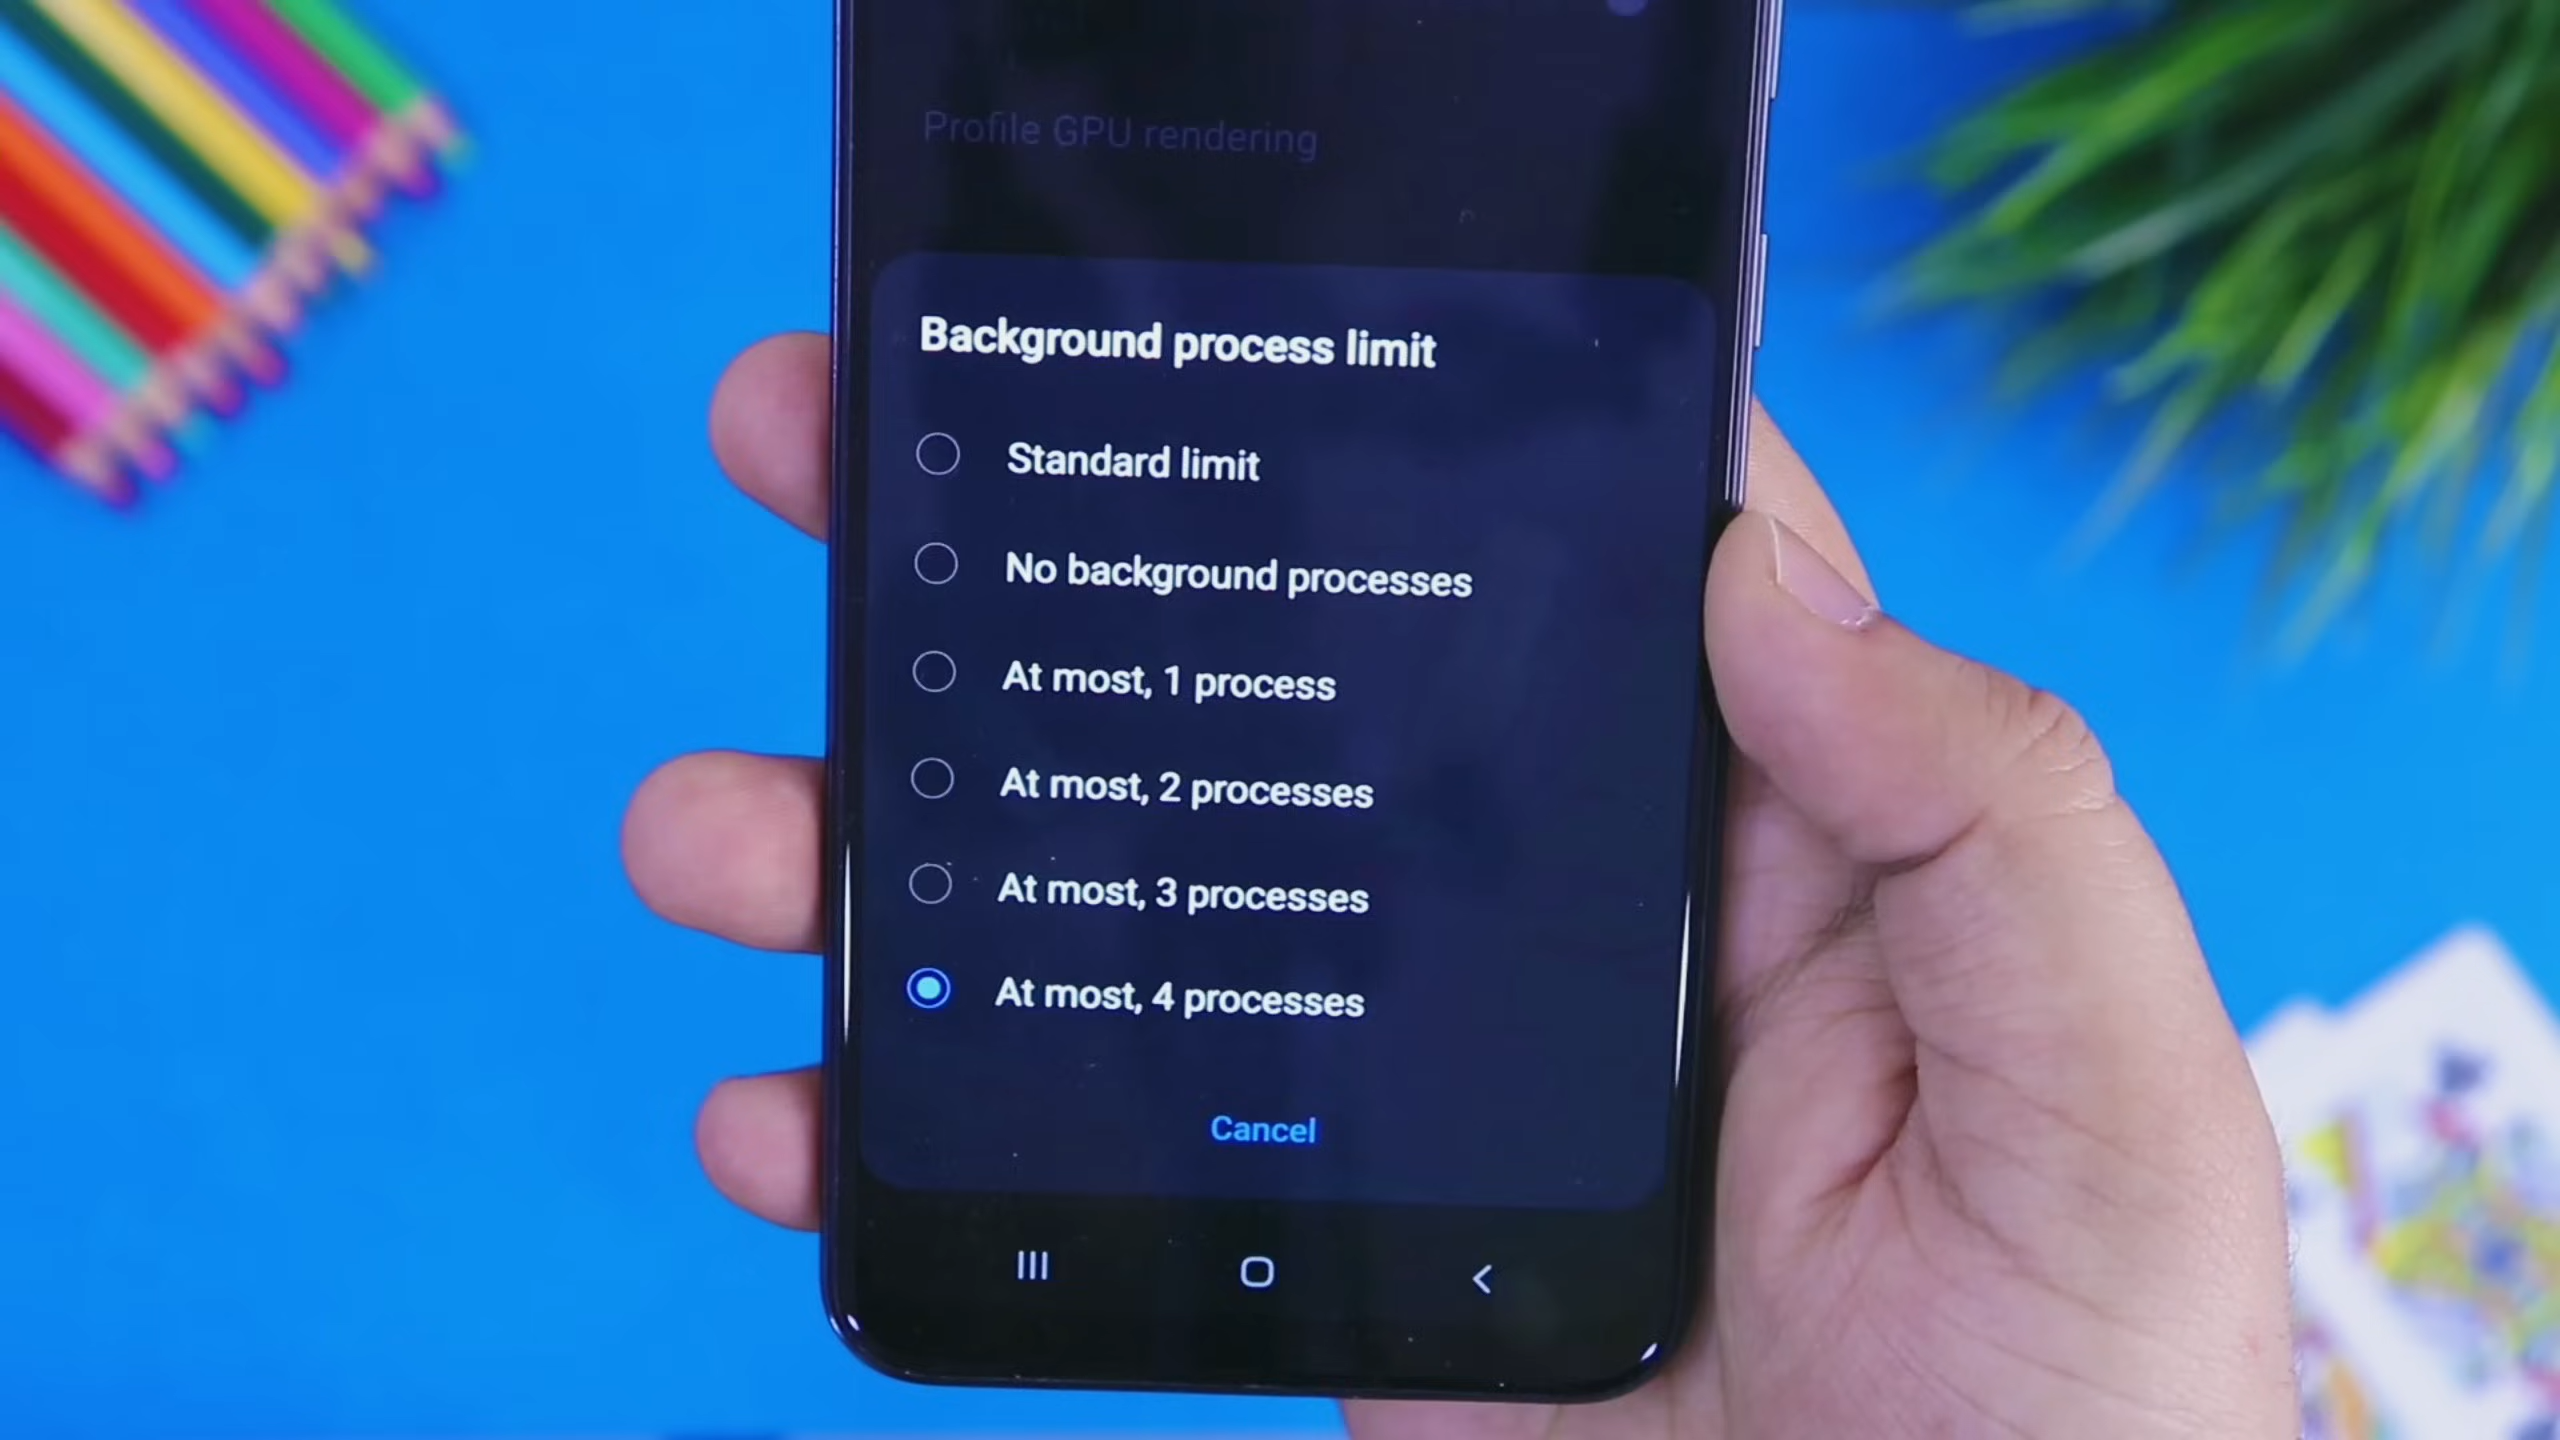 Profile GPU rendering
Background process limit
Standard limit
No background processes
At most, 1 process
At most, 2 processes
At most, 3 processes
At most, 4 processes
Cancel